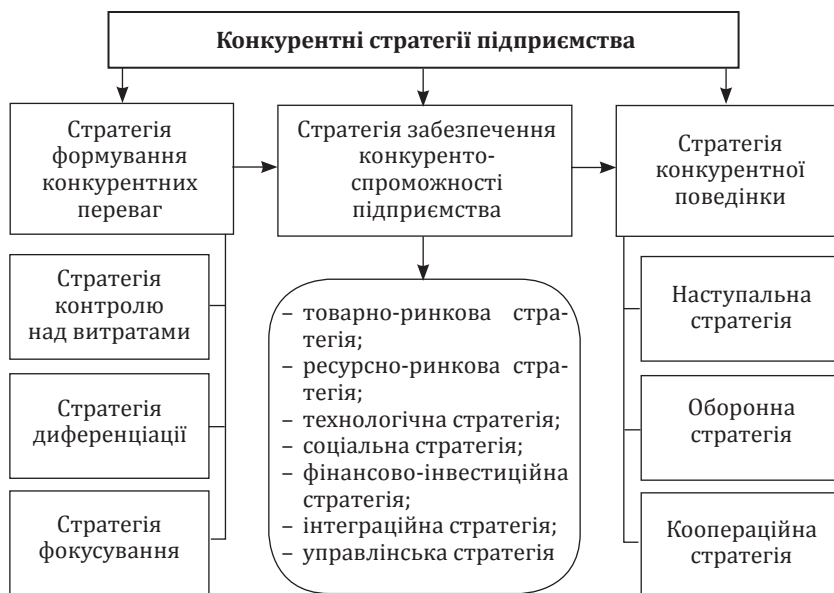 Конкурентні стратегії підприємства
Стратегія
формування
конкурентних
переваг
Стратегія забезпечення
конкуренто-
спроможності
підприємства
Стратегія
конкурентної
поведінки
Стратегія
контролю
над витратами
Стратегія
диференціації
Стратегія
фокусування
– товарно-ринкова стра-
тегія;
– ресурсно-ринкова стра-
тегія;
– технологічна стратегія;
– соціальна стратегія;
– фінансово-інвестиційна
стратегія;
– інтеграційна стратегія;
– управлінська стратегія
Наступальна
стратегія
Оборонна
стратегія
Коопераційна
стратегія